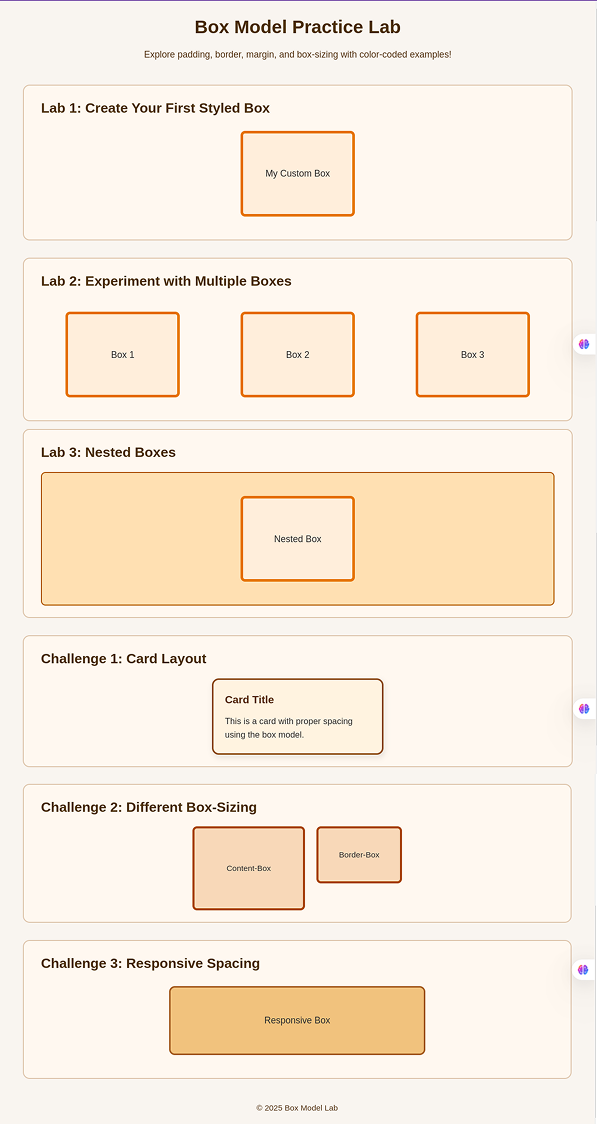 Box Model Practice Lab
Explore padding, border, margin, and box-sizing with color-coded examples!
Lab 1: Create Your First Styled Box
My Custom Box
Lab 2: Experiment with Multiple Boxes
Box 1
Box 2
Box 3
Lab 3: Nested Boxes
Nested Box
Challenge 1: Card Layout
Card Title
This is a card with proper spacing
using the box model.
Challenge 2: Different Box-Sizing
Content-Box
Border-Box
Challenge 3: Responsive Spacing
Responsive Box
© 2025 Box Model Lab